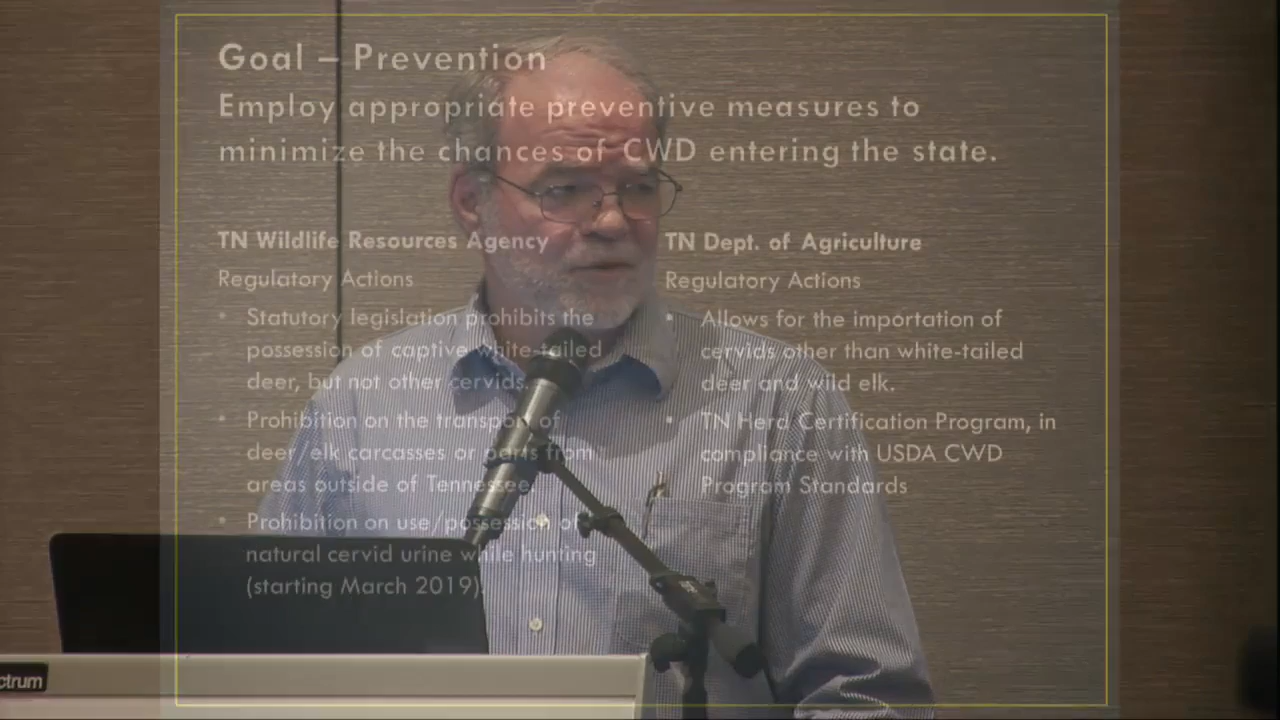 Goal – Prevention
Employ appropriate preventive measures to
minimize the chances of CWD entering the state.
TN Wildlife Resources Agency
Regulatory Actions
• Statutory legislation prohibits the
possession of captive white-tailed
deer, but not other cervids.
• Prohibition on the transport of
deer/elk carcasses or parts from
areas outside of Tennessee.
• Prohibition on use/possession of
natural cervid urine while hunting
(starting March 2019).
TN Dept. of Agriculture
Regulatory Actions
• Allows for the importation of
cervids other than white-tailed
deer and wild elk.
• TN Herd Certification Program, in
compliance with USDA CWD
Program Standards
ctrum